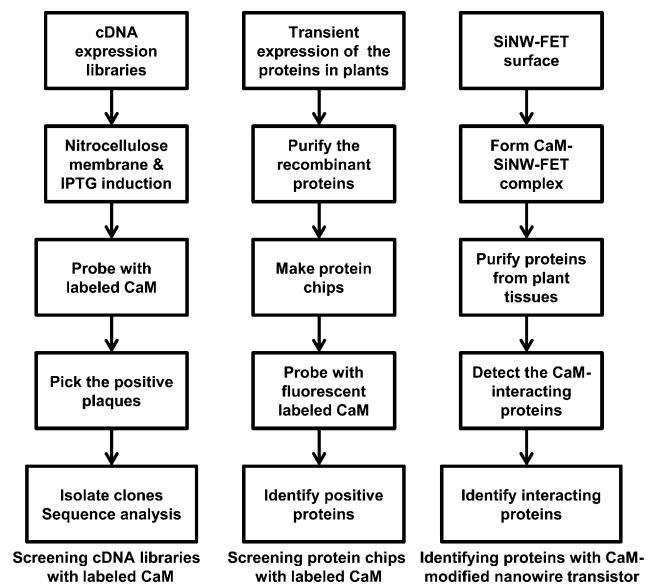 cDNA
expression
libraries
Nitrocellulose
membrane &
IPTG induction
Probe with
labeled CaM
Pick the positive
plaques
Isolate clones
Sequence analysis
Screening cDNA libraries
with labeled CaM
Transient
expression of the
proteins in plants
Purify the
recombinant
proteins
Make protein
chips
Probe with
fluorescent
labeled CaM
Identify positive
proteins
Screening protein chips
with labeled CaM
SiNW-FET
surface
Form CaM-
SiNW-FET
complex
Purify proteins
from plant
tissues
Detect the CaM-
interacting
proteins
Identify interacting
proteins
Identifying proteins with CaM-
modified nanowire transistor